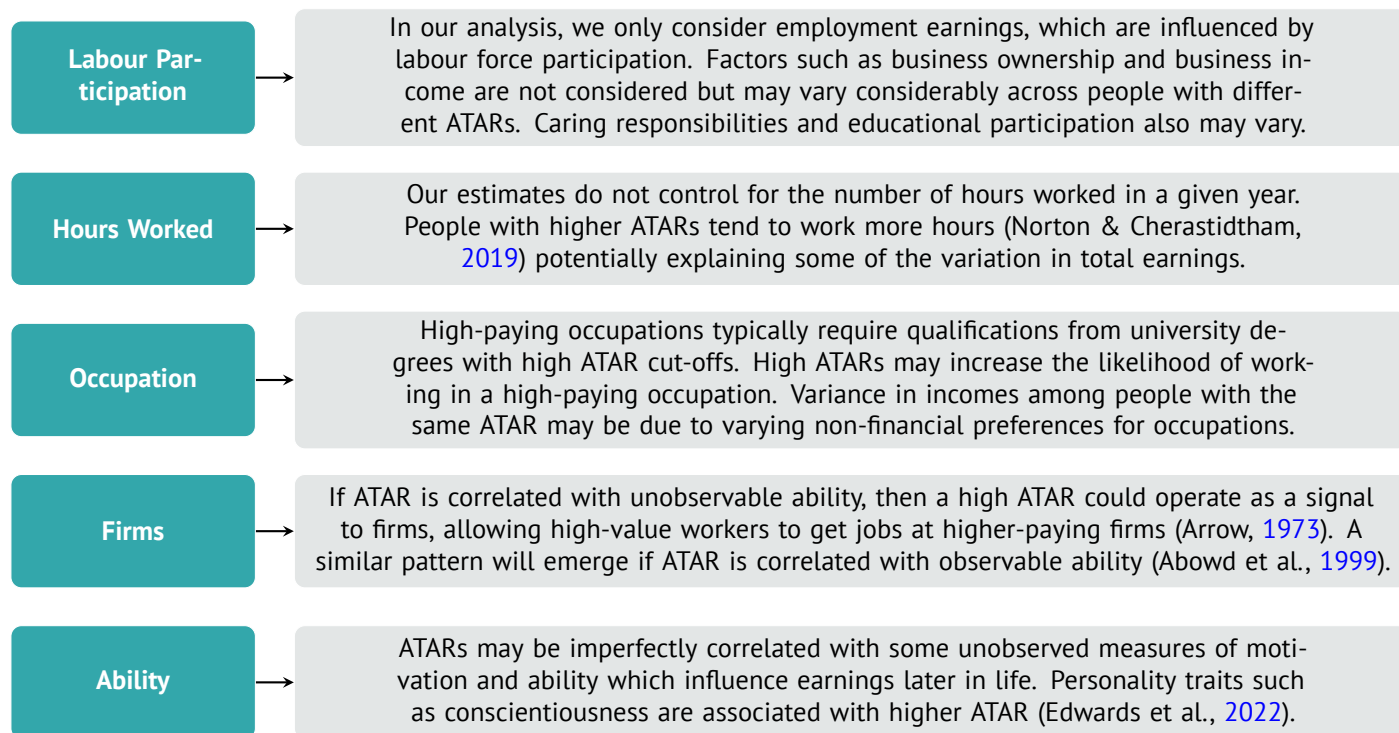 Labour Par-
ticipation
In our analysis, we only consider employment earnings, which are influenced by
labour force participation. Factors such as business ownership and business in-
come are not considered but may vary considerably across people with differ-
ent ATARs. Caring responsibilities and educational participation also may vary.
Hours Worked
Our estimates do not control for the number of hours worked in a given year.
People with higher ATARs tend to work more hours (Norton & Cherastidtham,
2019) potentially explaining some of the variation in total earnings.
Occupation
High-paying occupations typically require qualifications from university de-
grees with high ATAR cut-offs. High ATARs may increase the likelihood of work-
ing in a high-paying occupation. Variance in incomes among people with the
same ATAR may be due to varying non-financial preferences for occupations.
Firms
If ATAR is correlated with unobservable ability, then a high ATAR could operate as a signal
to firms, allowing high-value workers to get jobs at higher-paying firms (Arrow, 1973). A
similar pattern will emerge if ATAR is correlated with observable ability (Abowd et al., 1999).
Ability
ATARs may be imperfectly correlated with some unobserved measures of moti-
vation and ability which influence earnings later in life. Personality traits such
as conscientiousness are associated with higher ATAR (Edwards et al., 2022).